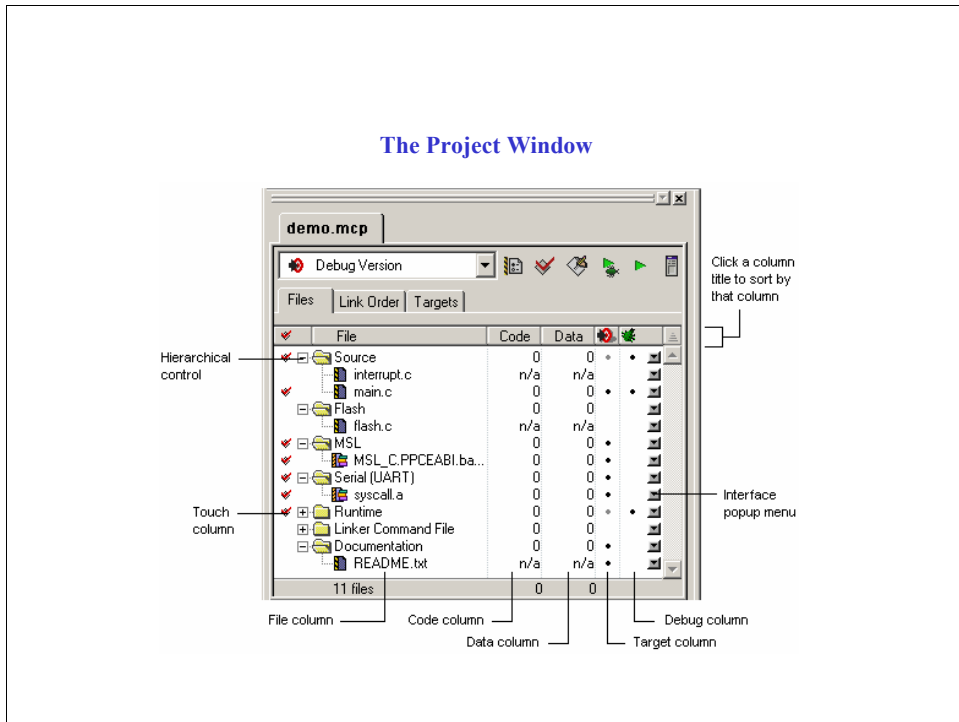 The Project Window
demo.mcp
Debug Version
Click a column
title to sort by
that column
Files Link Order Targets
File Code Data
Hierarchical
control
Source 0 0
interrupt.c n/a n/a
main.c 0 0
Flash 0 0
flash.c n/a n/a
MSL 0 0
MSL_C.PPCEABI.ba... 0 0
Serial (UART) 0 0
syscall.a 0 0
Interface
popup menu
Touch
column
Runtime 0 0
Linker Command File 0 0
Documentation 0 0
README.txt n/a n/a
11 files 0 0
File column Code column Debug column
Data column Target column